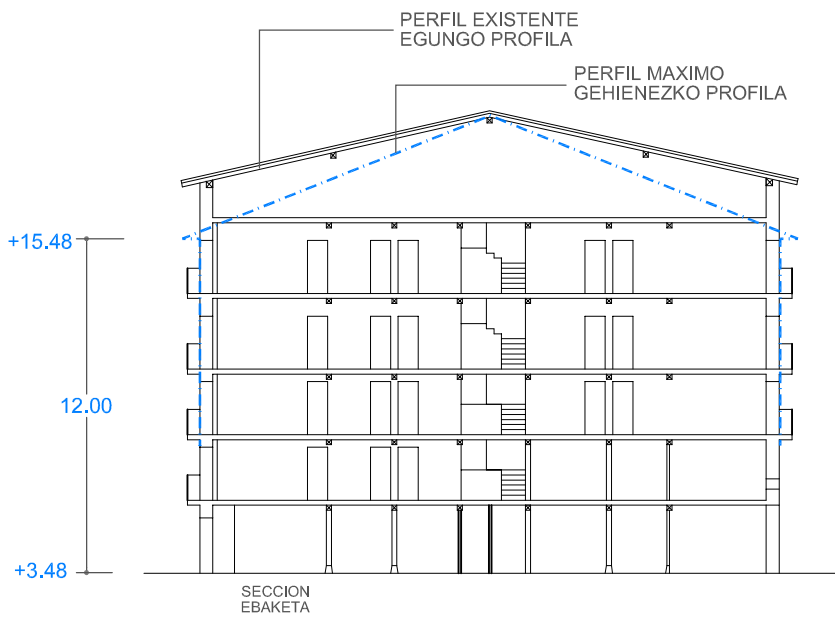 PERFIL EXISTENTE
EGUNGO PROFILA
PERFIL MAXIMO
GEHIENEZKO PROFILA
+15.48
12.00
+3.48
SECCION
EBAKETA